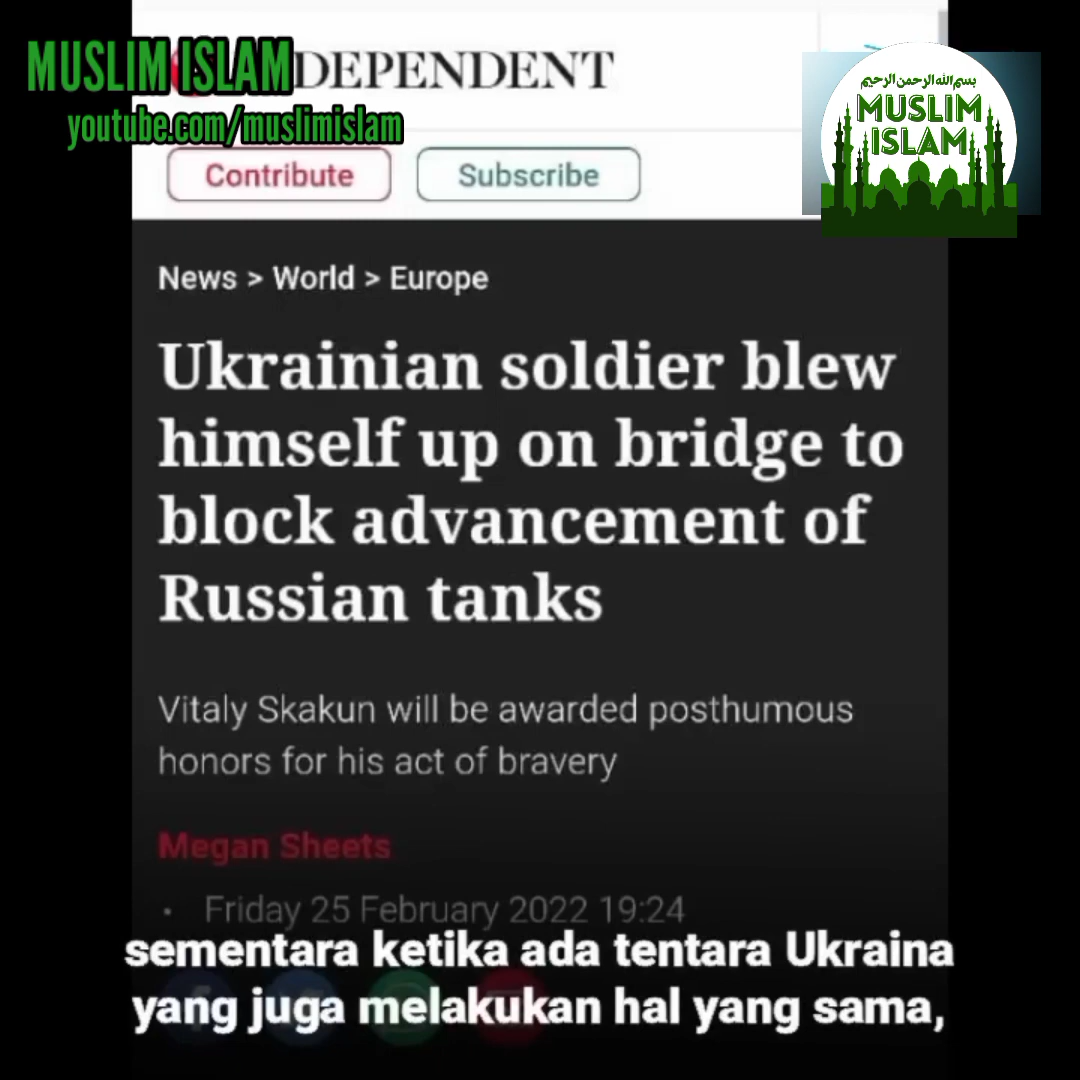 MUSLIM ISLAM
DEPENDENT
youtube.com/muslimislam
بسم الله الرحمن الرحيم
MUSLIM
ISLAM
Contribute
Subscribe
News > World > Europe
Ukrainian soldier blew
himself up on bridge to
block advancement of
Russian tanks
Vitaly Skakun will be awarded posthumous
honors for his act of bravery
Megan Sheets
• Friday 25 February 2022 19:24
sementara ketika ada tentara Ukraina
yang juga melakukan hal yang sama,